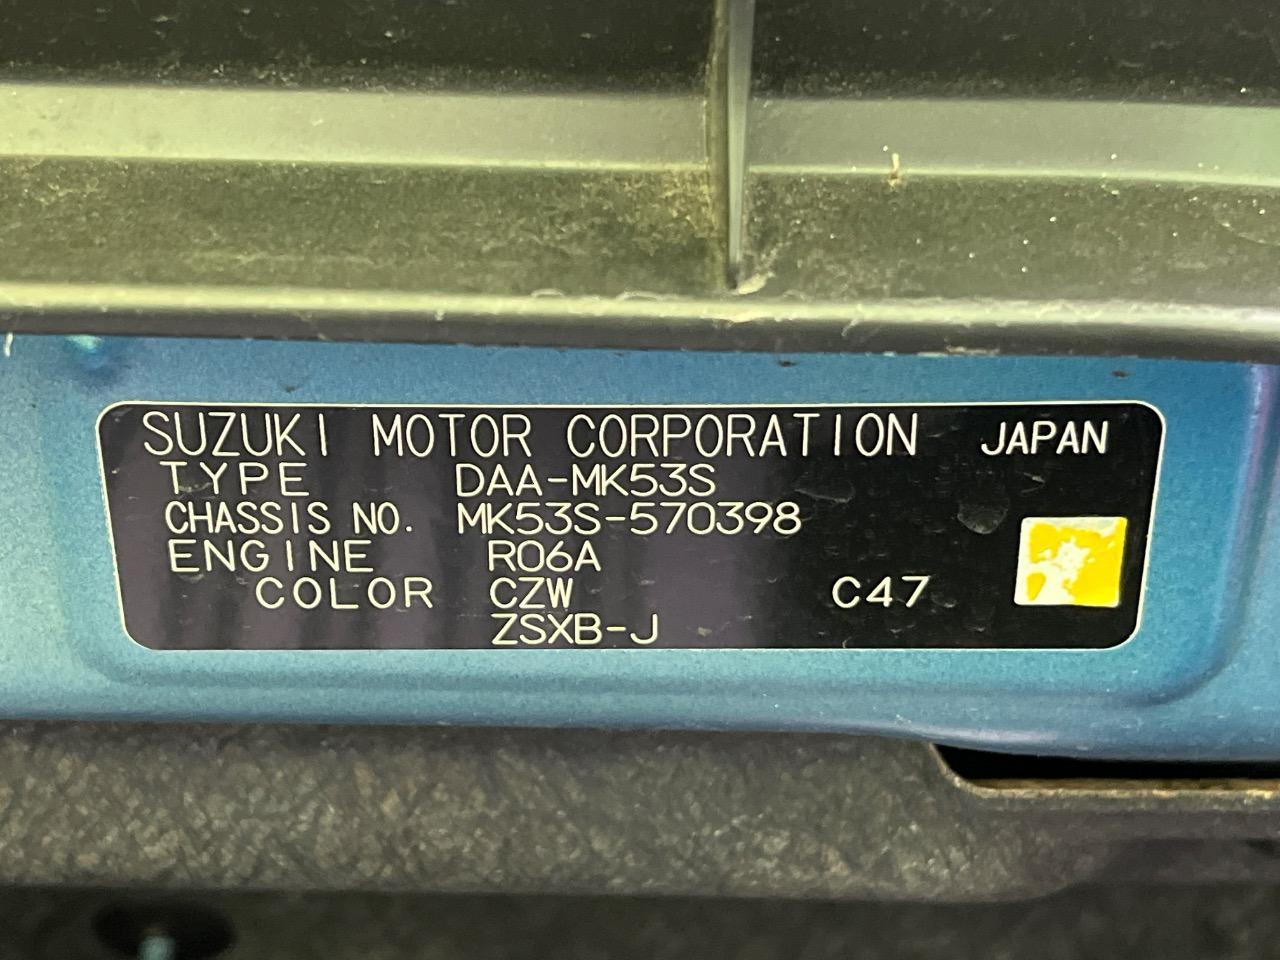 SUZUKI MOTOR CORPORATION JAPAN
TYPE DAA-MK53S
CHASSIS NO. MK53S-570398
ENGINE R06A
COLOR CZW C47
ZSXB-J